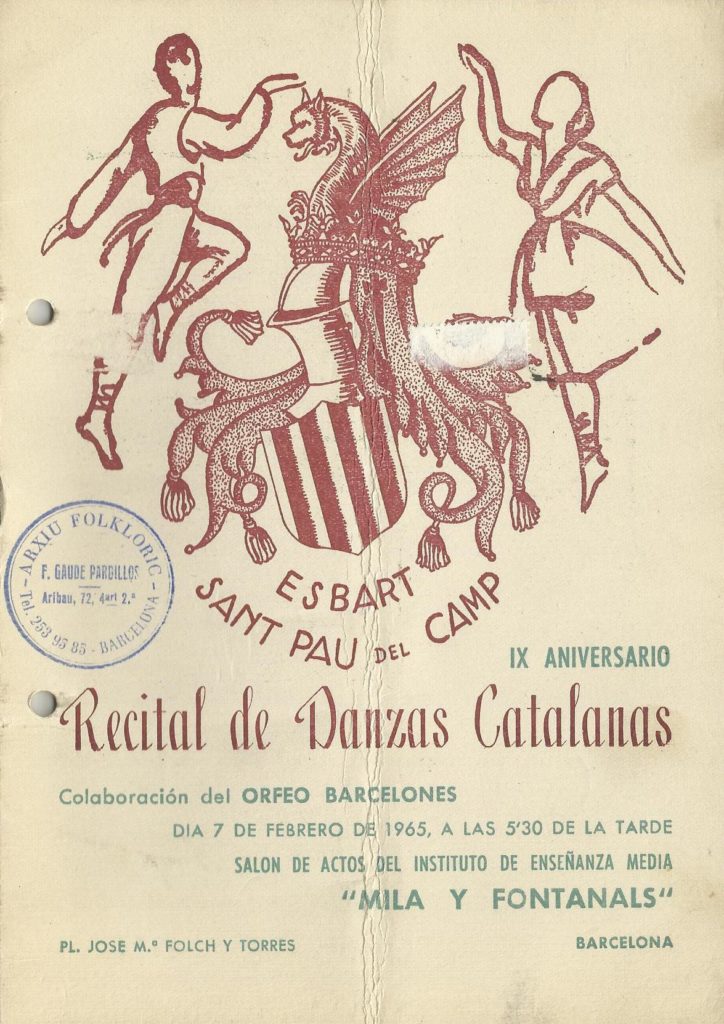 ESBART
SANT PAU DEL CAMP
ARXIU FOLKLORIC
F. GAUDE PARDILLOS
Aribau, 72, 4art 2.ª
Tel. 253 95 85 - BARCELONA
IX ANIVERSARIO
Recital de Danzas Catalanas
Colaboración del ORFEO BARCELONES
DIA 7 DE FEBRERO DE 1965, A LAS 5'30 DE LA TARDE
SALON DE ACTOS DEL INSTITUTO DE ENSEÑANZA MEDIA
"MILA Y FONTANALS"
PL. JOSE M.ª FOLCH Y TORRES
BARCELONA